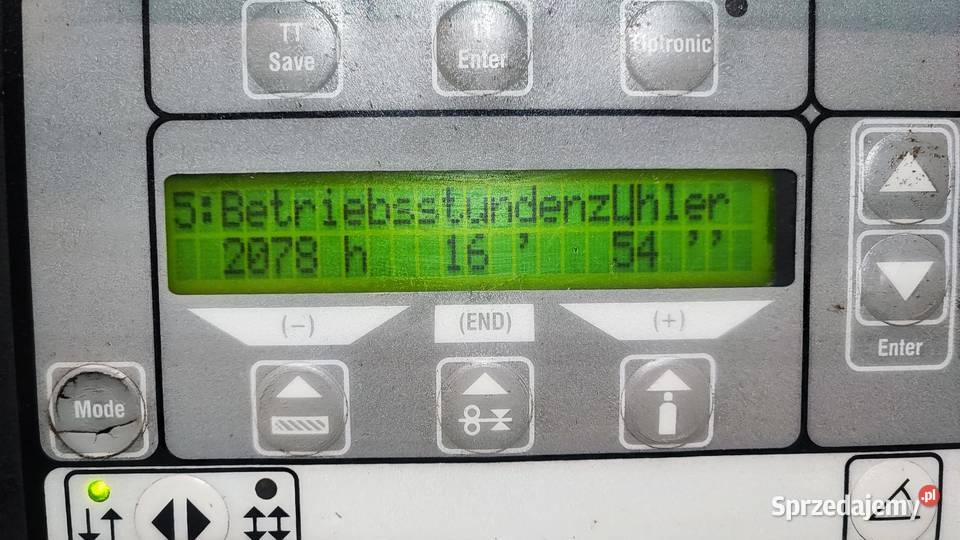 TT
Save
TT
Enter
Tiptronic
5:BetriebsstundenzUhler
2078 h 16 ' 54 ''
(−)
(END)
(+)
Enter
Mode
Sprzedajemy.pl